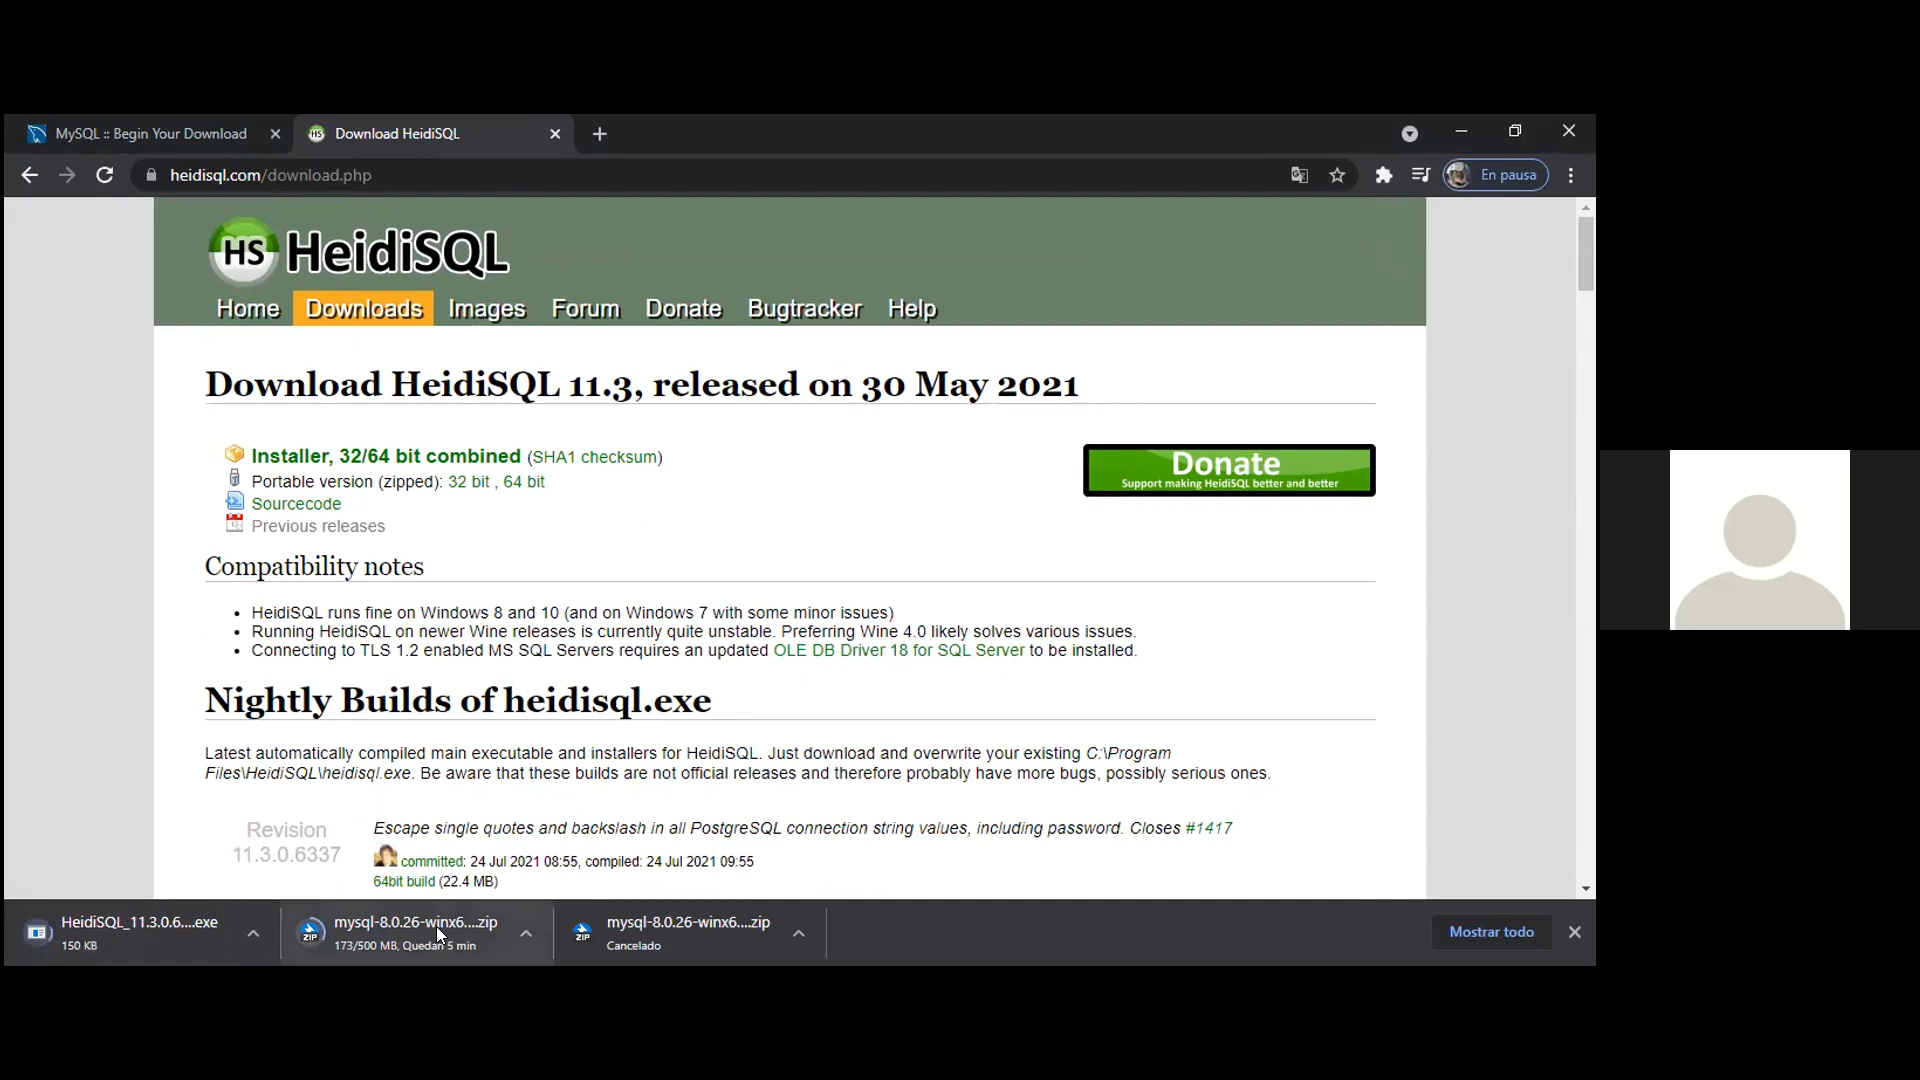 MySQL :: Begin Your Download
Download HeidiSQL
heidisql.com/download.php
En pausa
HS HeidiSQL
Home Downloads Images Forum Donate Bugtracker Help
Download HeidiSQL 11.3, released on 30 May 2021
Installer, 32/64 bit combined (SHA1 checksum)
Portable version (zipped): 32 bit , 64 bit
Sourcecode
Previous releases
Donate
Support making HeidiSQL better and better
Compatibility notes
• HeidiSQL runs fine on Windows 8 and 10 (and on Windows 7 with some minor issues)
• Running HeidiSQL on newer Wine releases is currently quite unstable. Preferring Wine 4.0 likely solves various issues.
• Connecting to TLS 1.2 enabled MS SQL Servers requires an updated OLE DB Driver 18 for SQL Server to be installed.
Nightly Builds of heidisql.exe
Latest automatically compiled main executable and installers for HeidiSQL. Just download and overwrite your existing C:\Program
Files\HeidiSQL\heidisql.exe. Be aware that these builds are not official releases and therefore probably have more bugs, possibly serious ones.
Revision
11.3.0.6337
Escape single quotes and backslash in all PostgreSQL connection string values, including password. Closes #1417
committed: 24 Jul 2021 08:55, compiled: 24 Jul 2021 09:55
64bit build (22.4 MB)
HeidiSQL_11.3.0.6....exe
150 KB
ZIP
mysql-8.0.26-winx6....zip
173/500 MB, Quedan 5 min
ZIP
mysql-8.0.26-winx6....zip
Cancelado
Mostrar todo